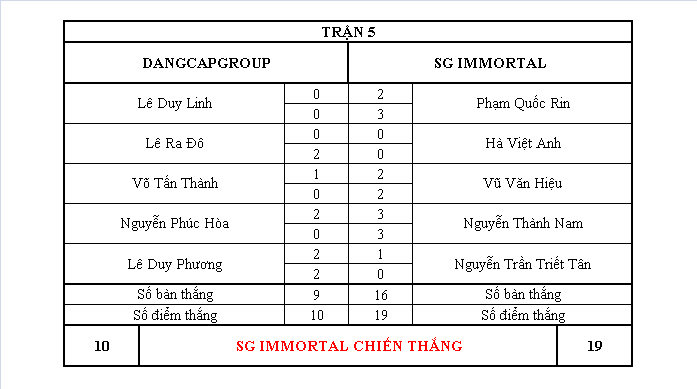 TRẬN 5
DANGCAPGROUP SG IMMORTAL
Lê Duy Linh 0 2 Phạm Quốc Rin
0 3
Lê Ra Đô 0 0 Hà Việt Anh
2 0
Võ Tấn Thành 1 2 Vũ Văn Hiệu
0 2
Nguyễn Phúc Hòa 2 3 Nguyễn Thành Nam
0 3
Lê Duy Phương 2 1 Nguyễn Trần Triết Tân
2 0
Số bàn thắng 9 16 Số bàn thắng
Số điểm thắng 10 19 Số điểm thắng
10 SG IMMORTAL CHIẾN THẮNG 19